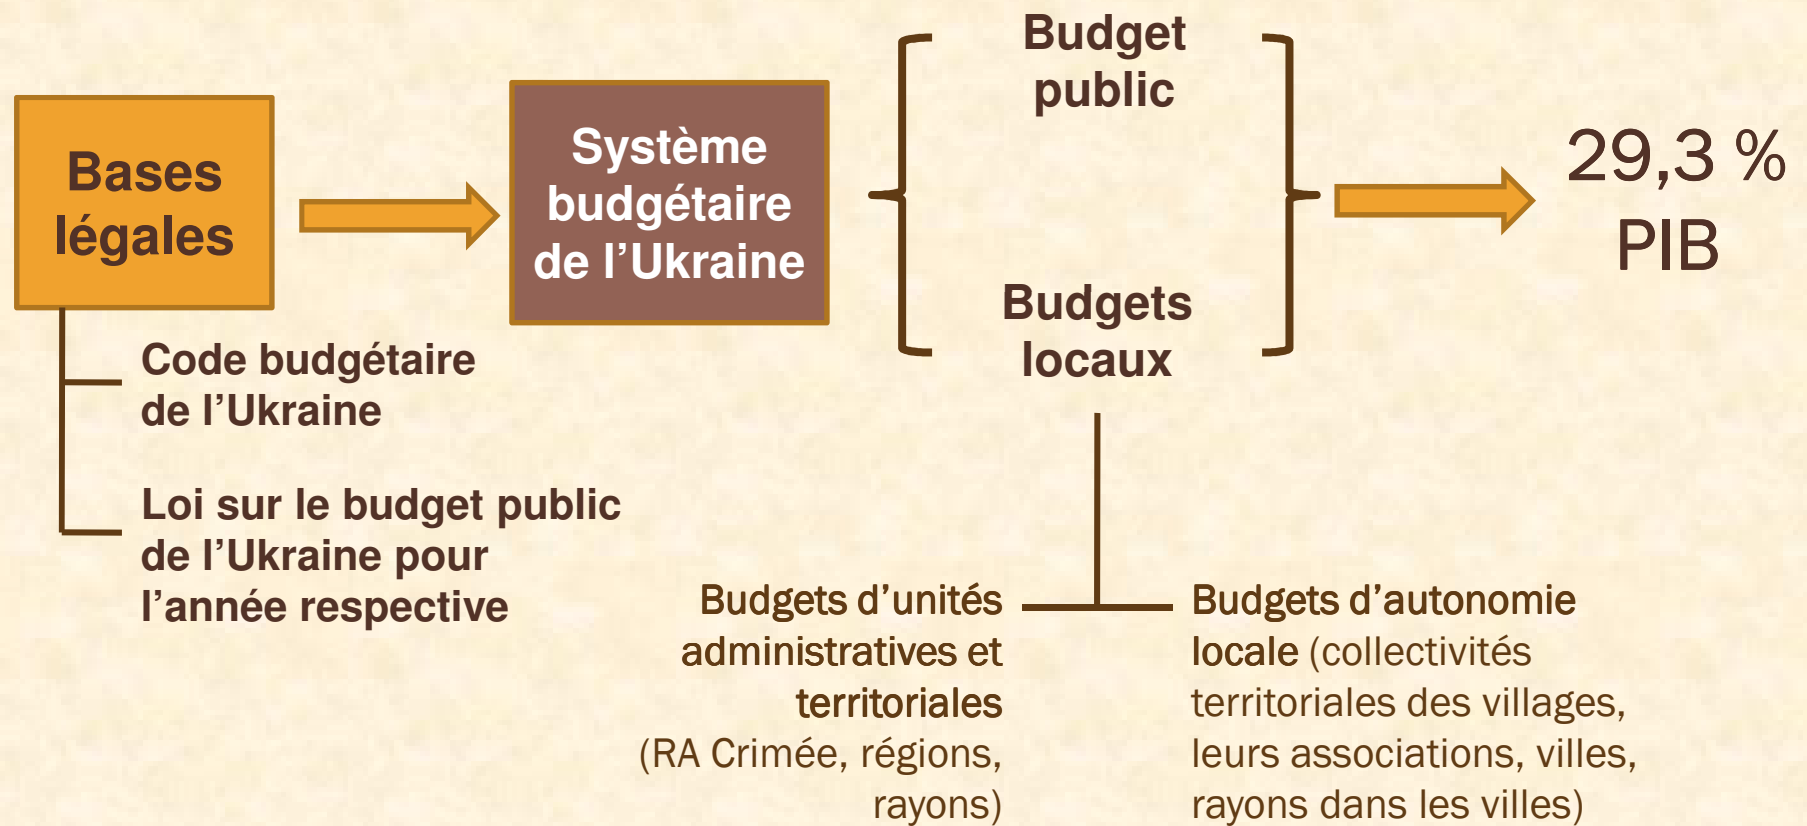 Bases
légales
Code budgétaire
de l’Ukraine
Loi sur le budget public
de l’Ukraine pour
l’année respective
Système
budgétaire
de l’Ukraine
Budget
public
Budgets
locaux
29,3 %
PIB
Budgets d’unités
administratives et
territoriales
(RA Crimée, régions,
rayons)
Budgets d’autonomie
locale (collectivités
territoriales des villages,
leurs associations, villes,
rayons dans les villes)